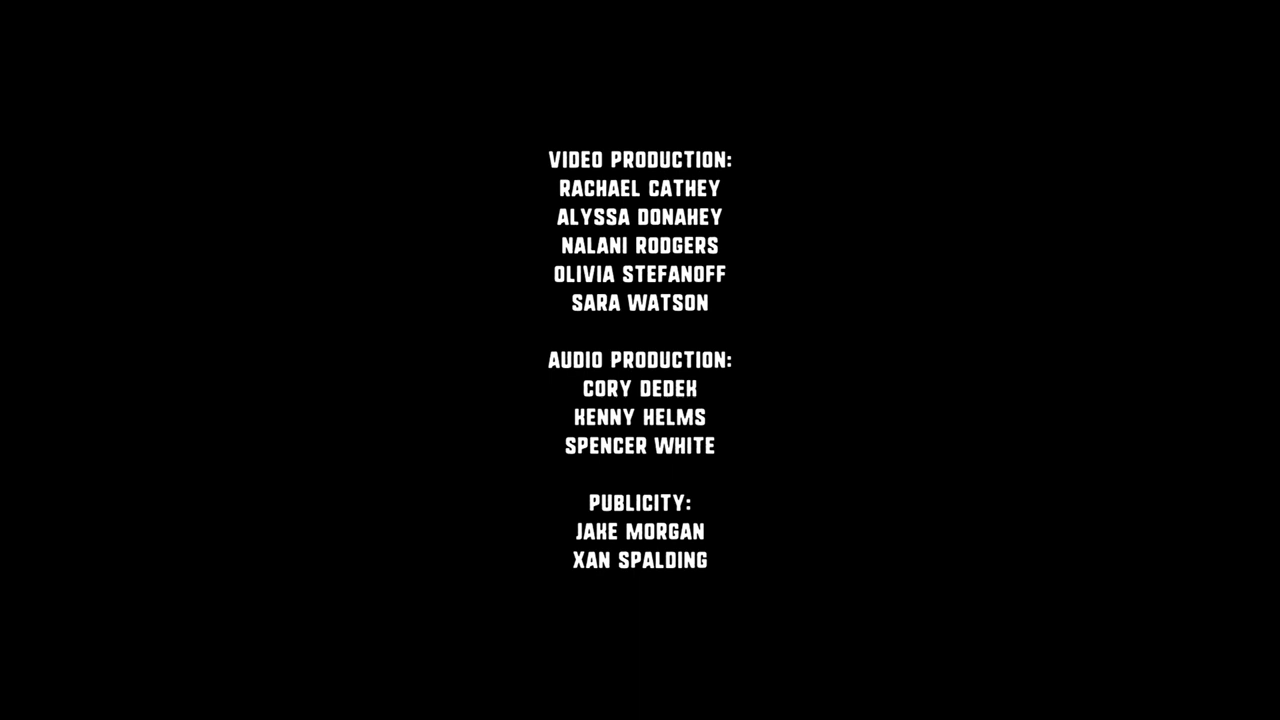 VIDEO PRODUCTION:
RACHAEL CATHEY
ALYSSA DONAHEY
NALANI RODGERS
OLIVIA STEFANOFF
SARA WATSON
AUDIO PRODUCTION:
CORY DEDEK
KENNY HELMS
SPENCER WHITE
PUBLICITY:
JAKE MORGAN
XAN SPALDING